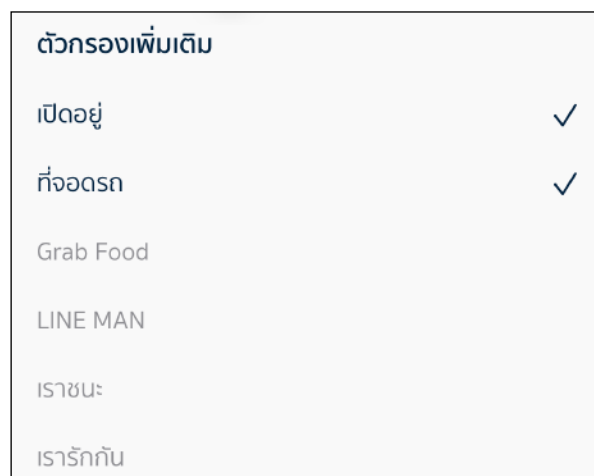 ตัวกรองเพิ่มเติม
เปิดอยู่
ที่จอดรถ
Grab Food
LINE MAN
เราชนะ
เรารักกัน